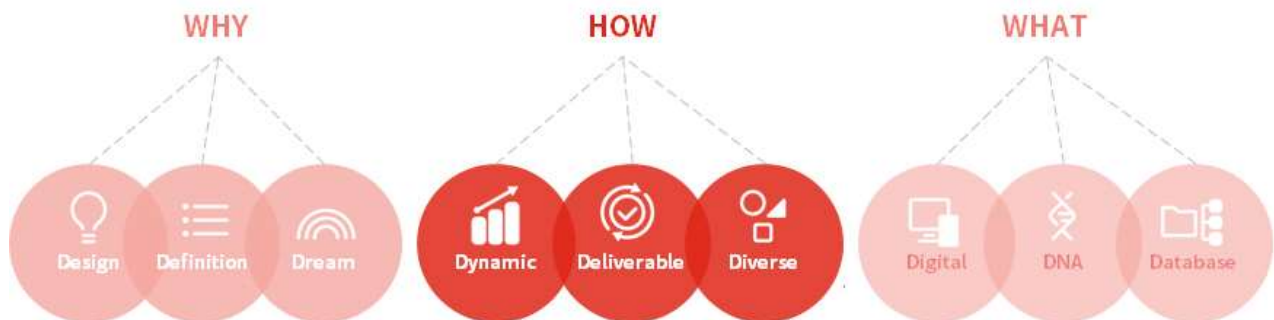 WHY HOW WHAT
Design Definition Dream Dynamic Deliverable Diverse Digital DNA Database